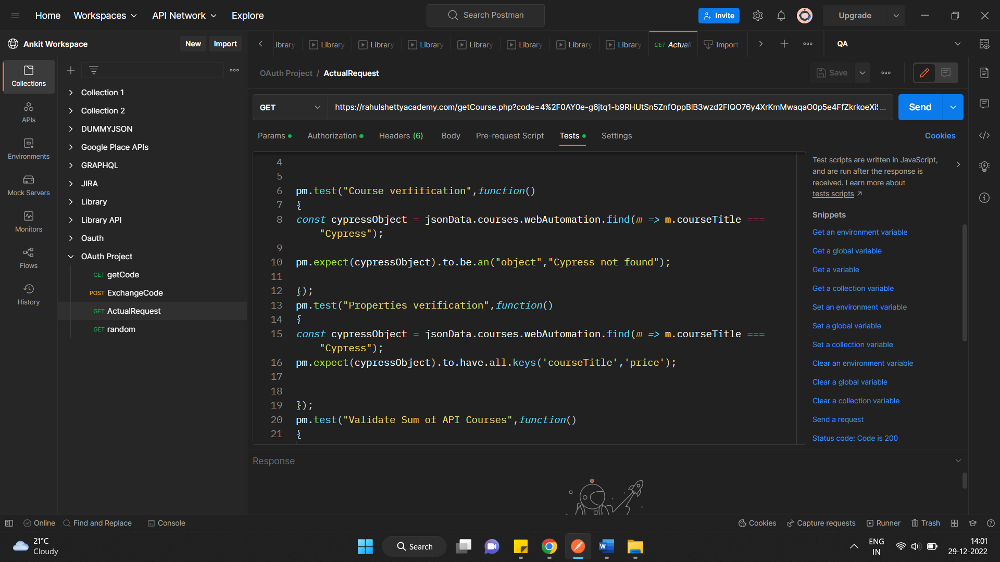 Home Workspaces API Network Explore
Search Postman
Invite
Upgrade
Ankit Workspace
New Import
Library Library Library Library Library Library Library
GET
Import
QA
Collections
APIs
Environments
Mock Servers
Monitors
Flows
History
Collection 1
Collection 2
DUMMYJSON
Google Place APIs
GRAPHQL
JIRA
Library
Library API
Oauth
OAuth Project
GET getCode
POST ExchangeCode
GET ActualRequest
GET random
OAuth Project / ActualRequest
Save
GET
https://rahulshettyacademy.com/getCourse.php?code=4%2F0AY0e-g6jtq1-b9RHUtSn5ZnfOppBlB3wzd2FIQO76y4XrKmMwaqaO0p5e4FfZkrkoeXiS...
Send
Params Authorization Headers (6) Body Pre-request Script Tests Settings
Cookies
4
5
6 pm.test("Course verfification",function()
7 {
8 const cypressObject = jsonData.courses.webAutomation.find(m => m.courseTitle ===
"Cypress");
9
10 pm.expect(cypressObject).to.be.an("object","Cypress not found");
11
12 });
13 pm.test("Properties verification",function()
14 {
15 const cypressObject = jsonData.courses.webAutomation.find(m => m.courseTitle ===
"Cypress");
16 pm.expect(cypressObject).to.have.all.keys('courseTitle','price');
17
18
19 });
20 pm.test("Validate Sum of API Courses",function()
21 {
Test scripts are written in JavaScript,
and are run after the response is
received. Learn more about
tests scripts
Snippets
Get an environment variable
Get a global variable
Get a variable
Get a collection variable
Set an environment variable
Set a global variable
Set a collection variable
Clear an environment variable
Clear a global variable
Clear a collection variable
Send a request
Status code: Code is 200
Response
Online Find and Replace Console
Cookies Capture requests Runner Trash
21°C
Cloudy
Search
ENG
IN
14:01
29-12-2022